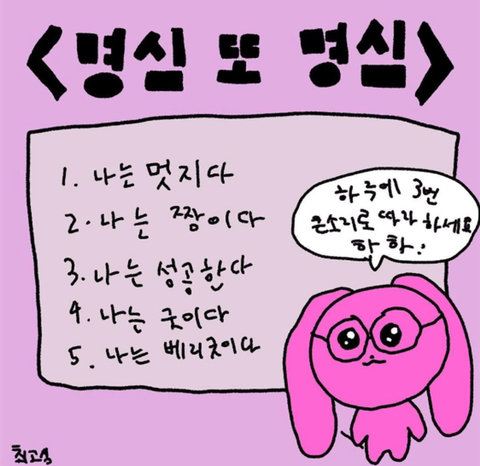 <명심 또 명심>
1. 나는 멋지다
2. 나는 짱이다
3. 나는 성공한다
4. 나는 굿이다
5. 나는 베리굿이다
하루에 3번
큰소리로 따라하세요
하하!
최고심